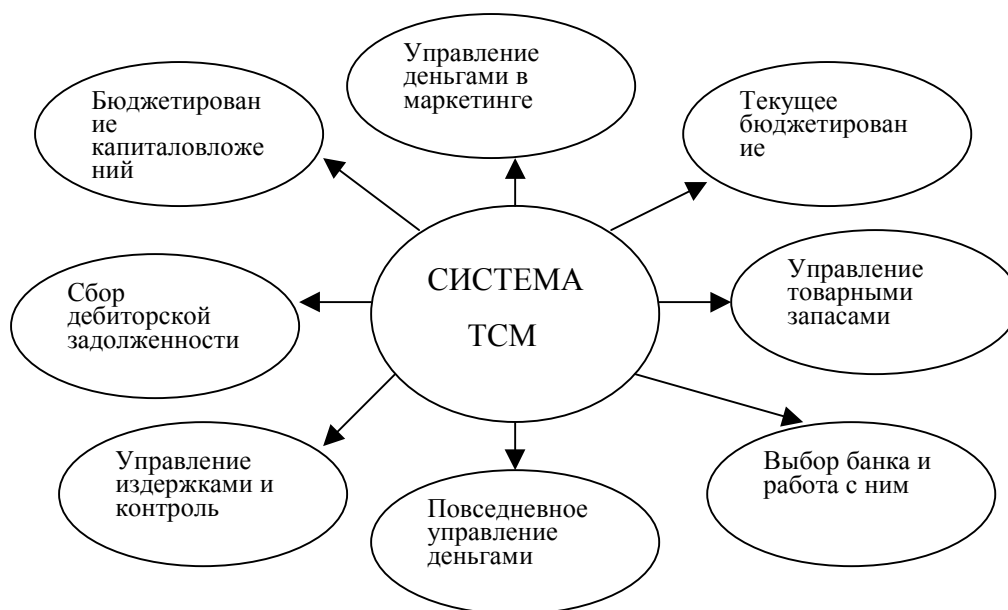 Управление
деньгами в
маркетинге
Бюджетирован
ие
капиталовложе
ний
Текущее
бюджетирован
ие
СИСТЕМА
ТСМ
Сбор
дебиторской
задолженности
Управление
товарными
запасами
Управление
издержками и
контроль
Повседневное
управление
деньгами
Выбор банка и
работа с ним